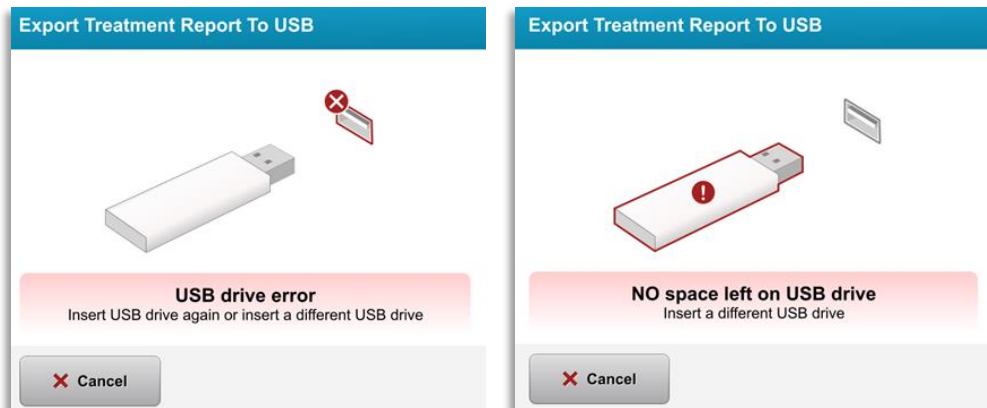 Export Treatment Report To USB
USB drive error
Insert USB drive again or insert a different USB drive
Cancel
Export Treatment Report To USB
NO space left on USB drive
Insert a different USB drive
Cancel